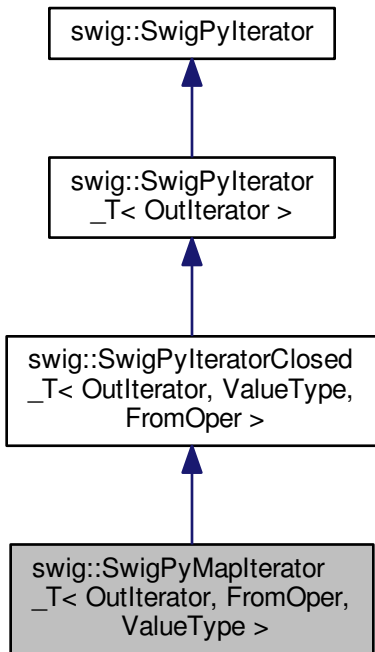 swig::SwigPyIterator
swig::SwigPyIterator
_T< OutIterator >
swig::SwigPyIteratorClosed
_T< OutIterator, ValueType,
FromOper >
swig::SwigPyMapIterator
_T< OutIterator, FromOper,
ValueType >